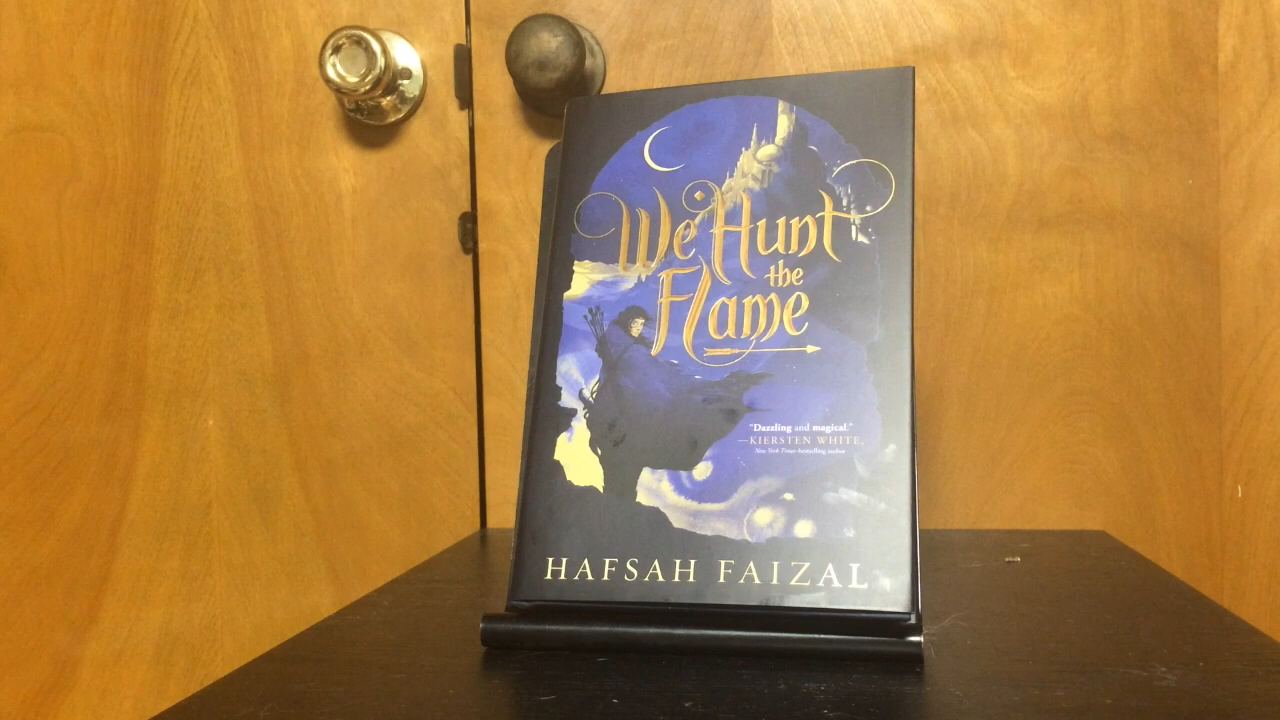 We Hunt
the
Flame
"Dazzling and magical."
—KIERSTEN WHITE,
New York Times-bestselling author
HAFSAH FAIZAL